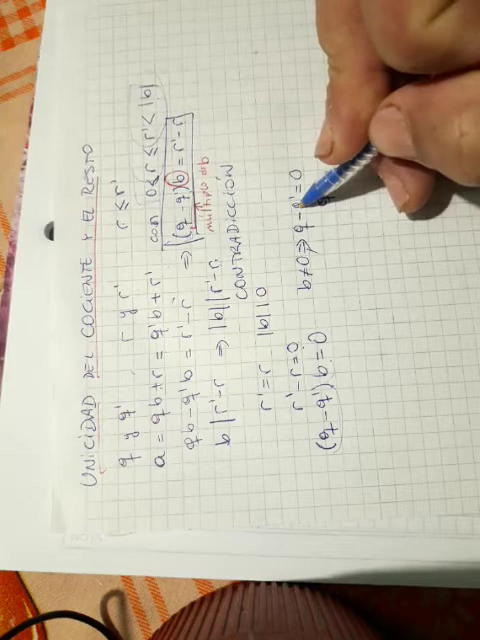 UNICIDAD DEL COCIENTE Y EL RESTO
q y q' r y r' r ≤ r'
a = qb + r = q'b + r' con 0 ≤ r ≤ r' < |b|
qb - q'b = r' - r ⇒ (q - q')b = r' - r
múltiplo de b
b | r' - r ⇒ |b| | r' - r
CONTRADICCIÓN
r' = r |b| | 0
r' - r = 0
(q - q')b = 0 b ≠ 0 ⇒ q - q' = 0